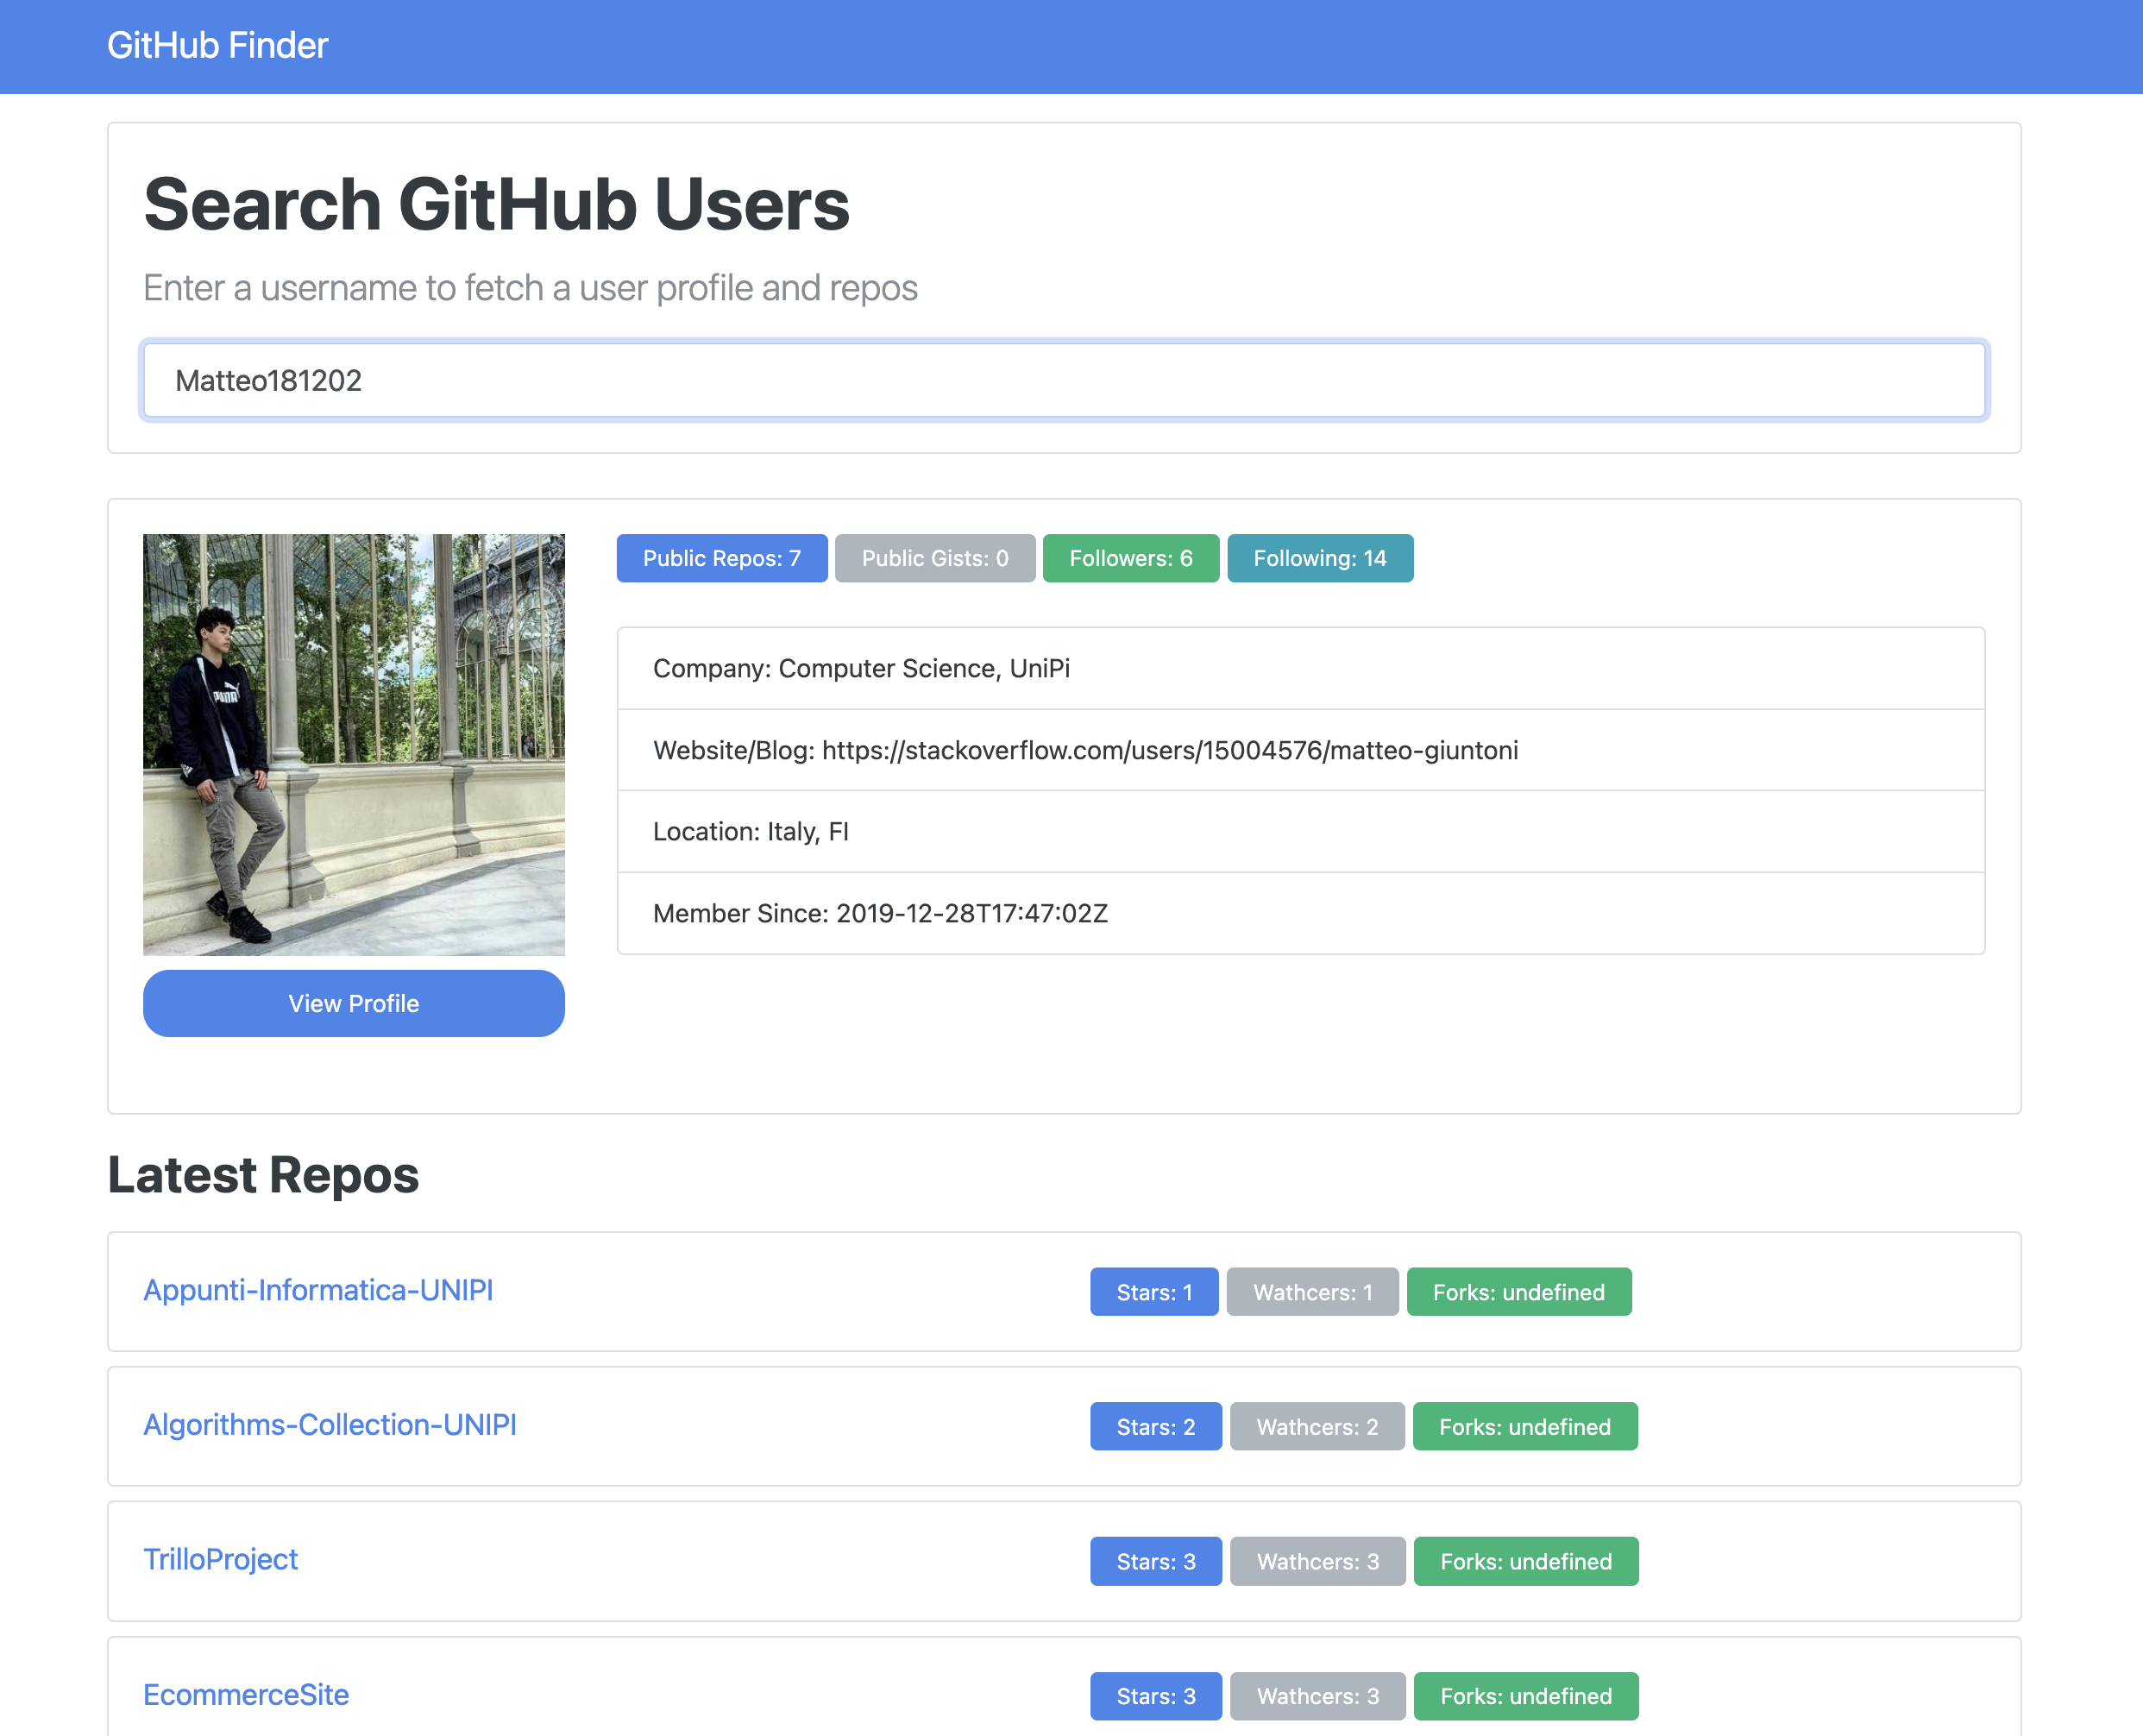 GitHub Finder
Search GitHub Users
Enter a username to fetch a user profile and repos
Matteo181202
Public Repos: 7 Public Gists: 0 Followers: 6 Following: 14
PUMA
Company: Computer Science, UniPi
Website/Blog: https://stackoverflow.com/users/15004576/matteo-giuntoni
Location: Italy, FI
Member Since: 2019-12-28T17:47:02Z
View Profile
Latest Repos
Appunti-Informatica-UNIPI Stars: 1 Wathcers: 1 Forks: undefined
Algorithms-Collection-UNIPI Stars: 2 Wathcers: 2 Forks: undefined
TrilloProject Stars: 3 Wathcers: 3 Forks: undefined
EcommerceSite Stars: 3 Wathcers: 3 Forks: undefined